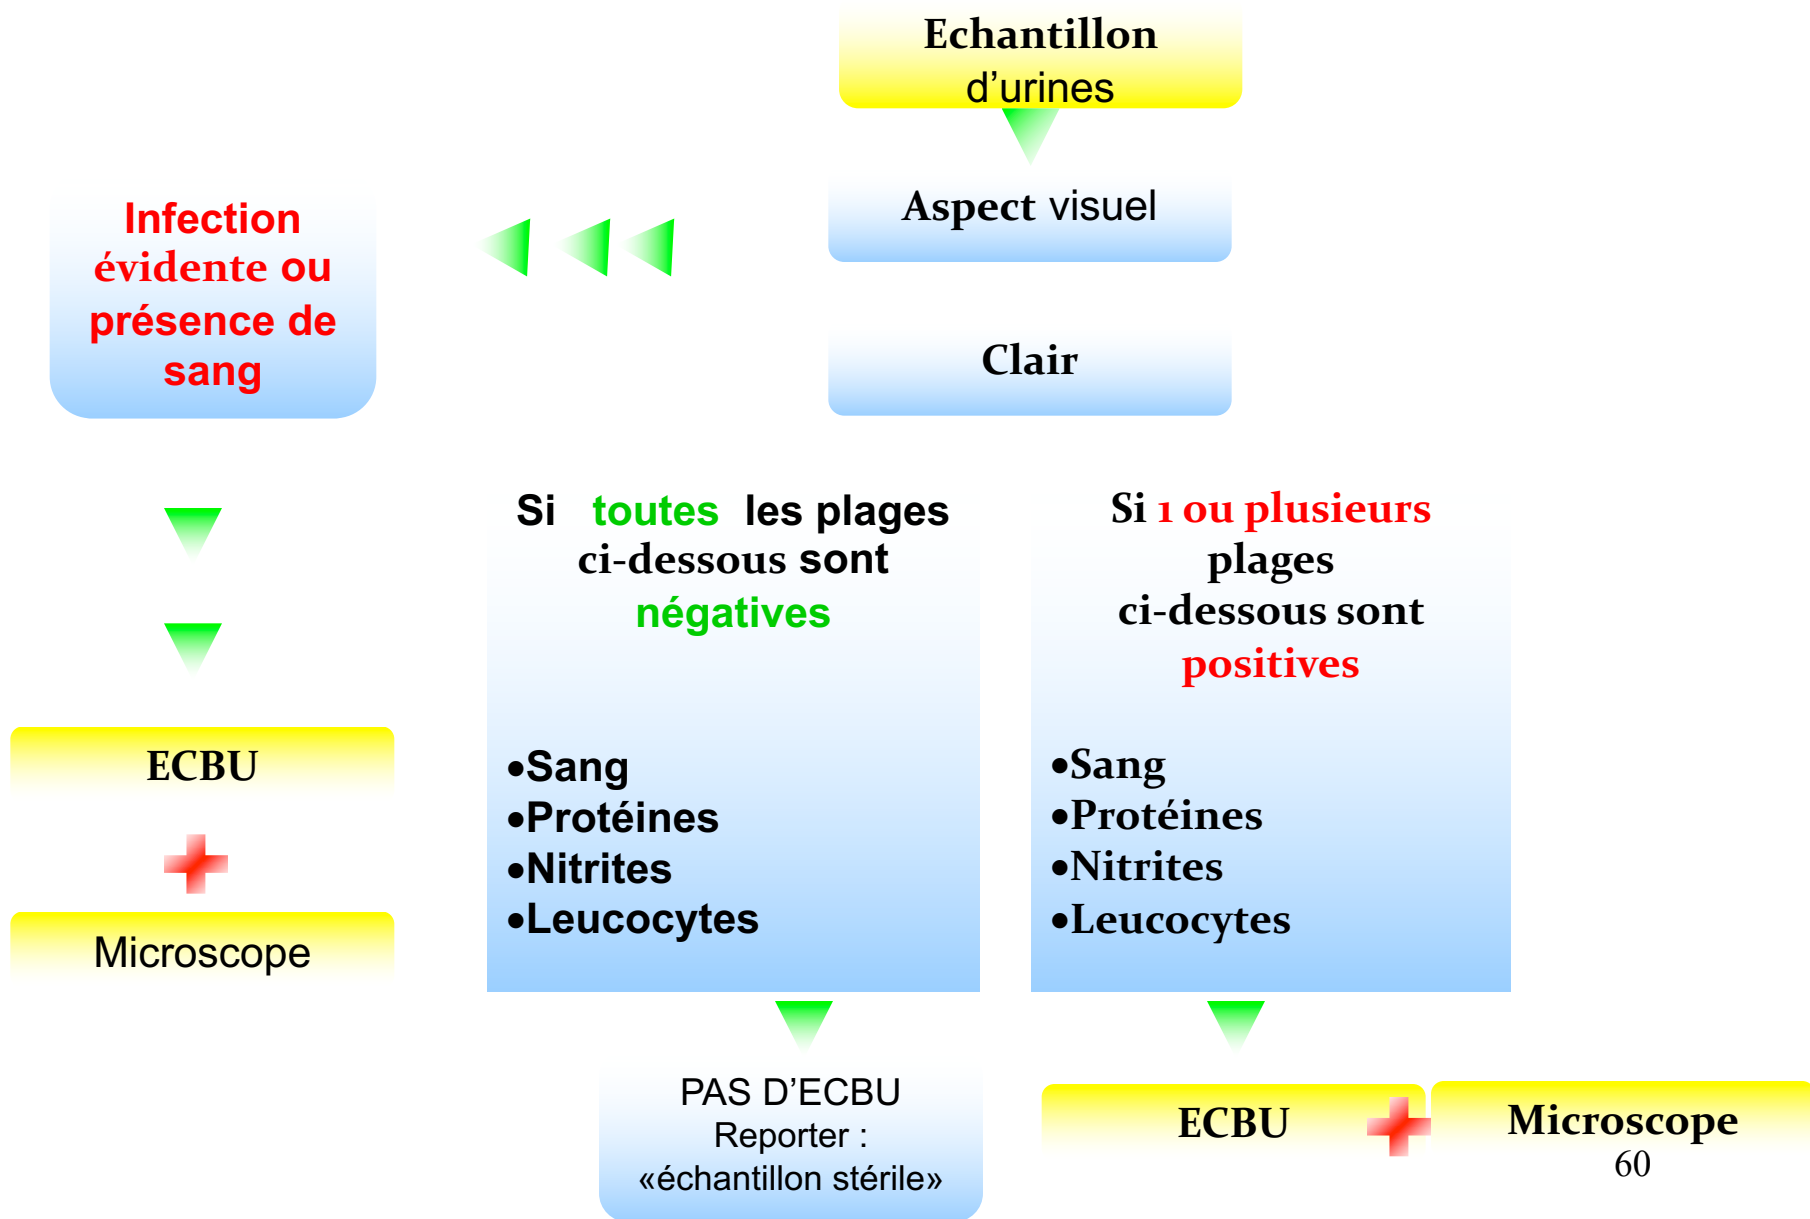 Echantillon
d’urines
Aspect visuel
Infection
évidente ou
présence de
sang
Clair
Si toutes les plages
ci-dessous sont
négatives
•Sang
•Protéines
•Nitrites
•Leucocytes
Si 1 ou plusieurs
plages
ci-dessous sont
positives
•Sang
•Protéines
•Nitrites
•Leucocytes
ECBU
Microscope
PAS D’ECBU
Reporter :
«échantillon stérile»
ECBU
Microscope
60